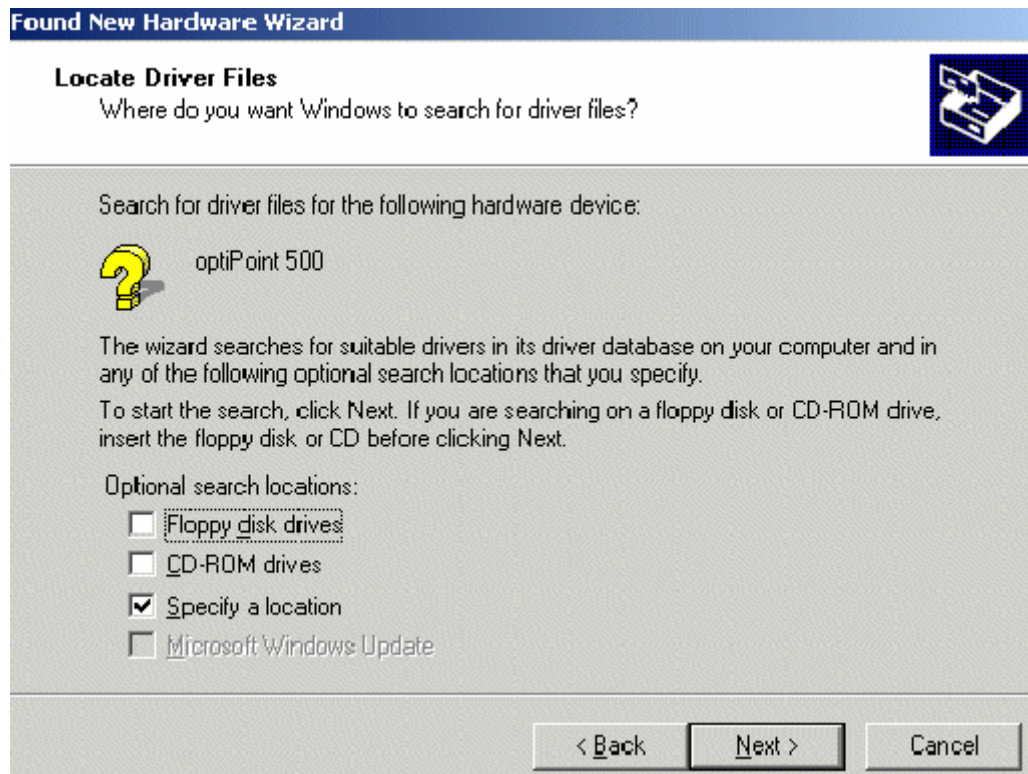 Found New Hardware Wizard
Locate Driver Files
Where do you want Windows to search for driver files?
Search for driver files for the following hardware device:
optiPoint 500
The wizard searches for suitable drivers in its driver database on your computer and in
any of the following optional search locations that you specify.
To start the search, click Next. If you are searching on a floppy disk or CD-ROM drive,
insert the floppy disk or CD before clicking Next.
Optional search locations:
Floppy disk drives
CD-ROM drives
Specify a location
Microsoft Windows Update
< Back Next > Cancel